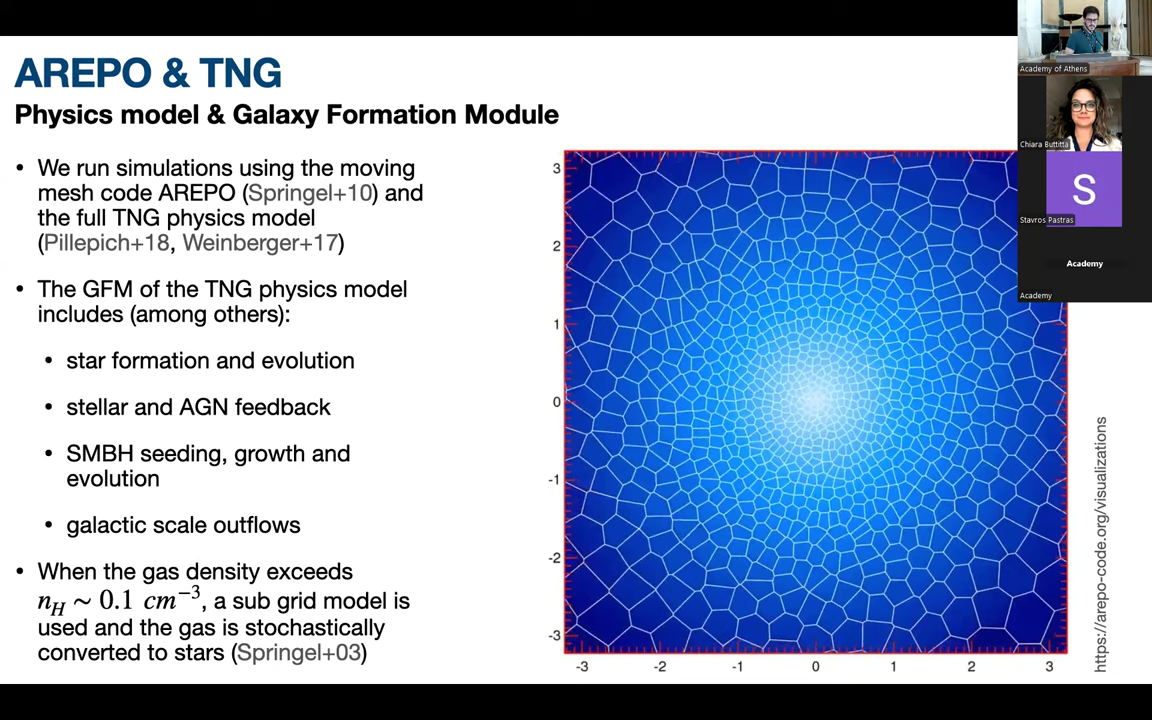 AREPO & TNG
Physics model & Galaxy Formation Module
• We run simulations using the moving
mesh code AREPO (Springel+10) and
the full TNG physics model
(Pillepich+18, Weinberger+17)
• The GFM of the TNG physics model
includes (among others):
• star formation and evolution
• stellar and AGN feedback
• SMBH seeding, growth and
evolution
• galactic scale outflows
• When the gas density exceeds
n_H ~ 0.1 cm⁻³, a sub grid model is
used and the gas is stochastically
converted to stars (Springel+03)
3
2
1
0
-1
-2
-3
-3 -2 -1 0 1 2 3
https://arepo-code.org/visualizations
Academy of Athens
Chiara Buttitta
S
Stavros Pastras
Academy
Academy